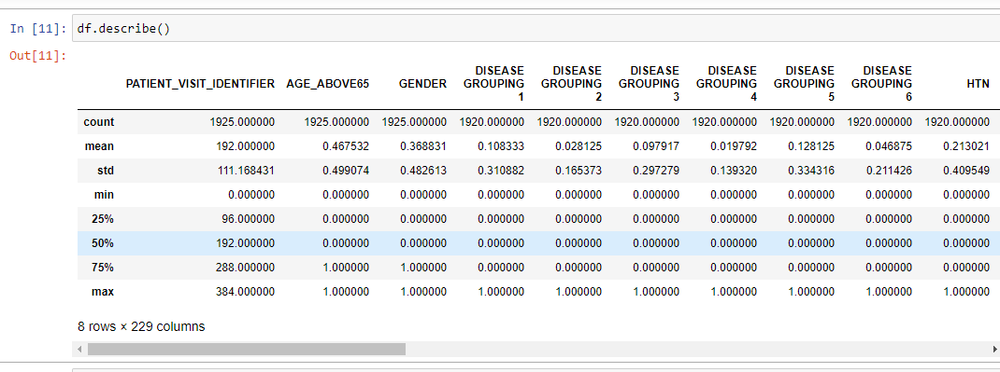 In [11]: df.describe()
Out[11]:
PATIENT_VISIT_IDENTIFIER AGE_ABOVE65 GENDER DISEASE GROUPING 1 DISEASE GROUPING 2 DISEASE GROUPING 3 DISEASE GROUPING 4 DISEASE GROUPING 5 DISEASE GROUPING 6 HTN
count 1925.000000 1925.000000 1925.000000 1920.000000 1920.000000 1920.000000 1920.000000 1920.000000 1920.000000 1920.000000
mean 192.000000 0.467532 0.368831 0.108333 0.028125 0.097917 0.019792 0.128125 0.046875 0.213021
std 111.168431 0.499074 0.482613 0.310882 0.165373 0.297279 0.139320 0.334316 0.211426 0.409549
min 0.000000 0.000000 0.000000 0.000000 0.000000 0.000000 0.000000 0.000000 0.000000 0.000000
25% 96.000000 0.000000 0.000000 0.000000 0.000000 0.000000 0.000000 0.000000 0.000000 0.000000
50% 192.000000 0.000000 0.000000 0.000000 0.000000 0.000000 0.000000 0.000000 0.000000 0.000000
75% 288.000000 1.000000 1.000000 0.000000 0.000000 0.000000 0.000000 0.000000 0.000000 0.000000
max 384.000000 1.000000 1.000000 1.000000 1.000000 1.000000 1.000000 1.000000 1.000000 1.000000
8 rows × 229 columns